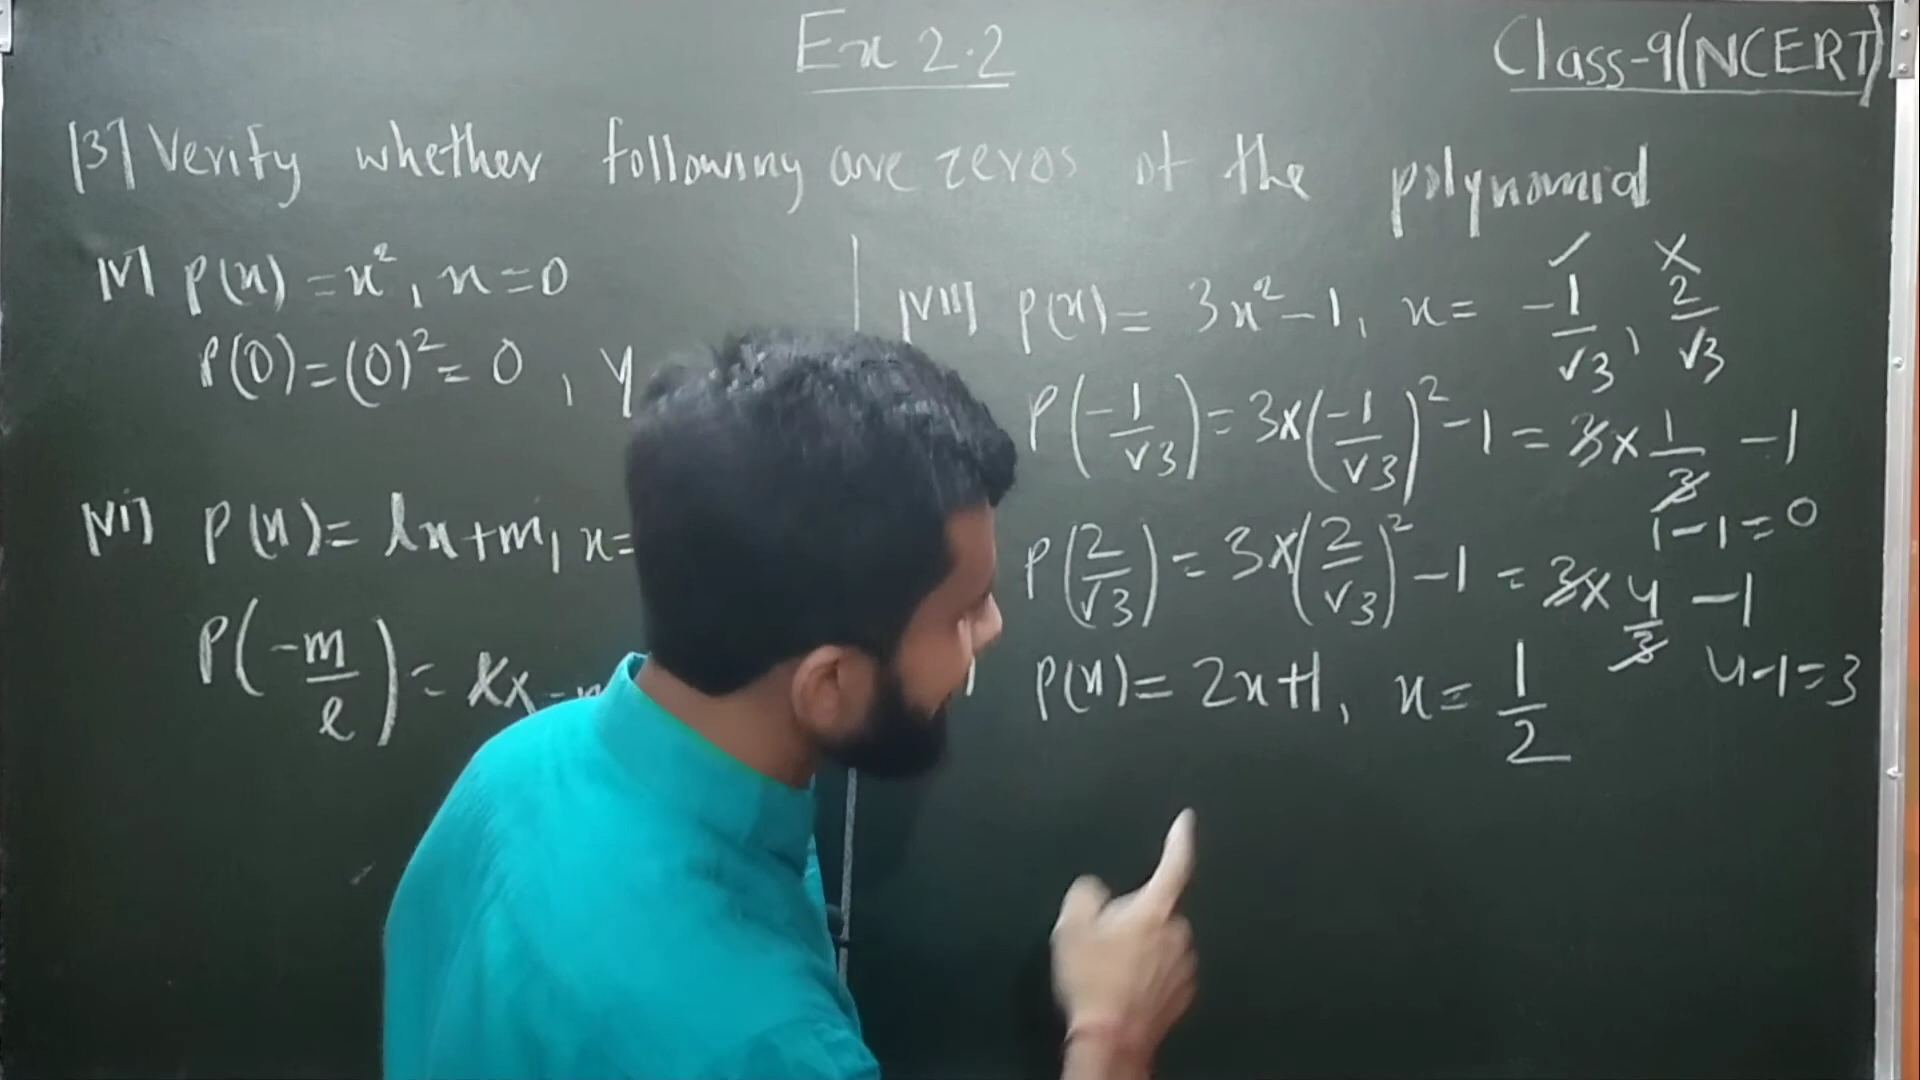 Ex 2.2
Class-9(NCERT)
[3] Verify whether following are zeros of the polynomial
[V] P(x) = x², x = 0
P(0) = (0)² = 0 , Y
[VI] P(x) = lx + m, x =
P(-m/l) = l x -m
[VII] P(x) = 3x² - 1, x = -1/√3, 2/√3
✓ ×
P(-1/√3) = 3 × (-1/√3)² - 1 = 3 × 1/3 - 1
1 - 1 = 0
P(2/√3) = 3 × (2/√3)² - 1 = 3 × 4/3 - 1
4 - 1 = 3
P(x) = 2x + 1, x = 1/2